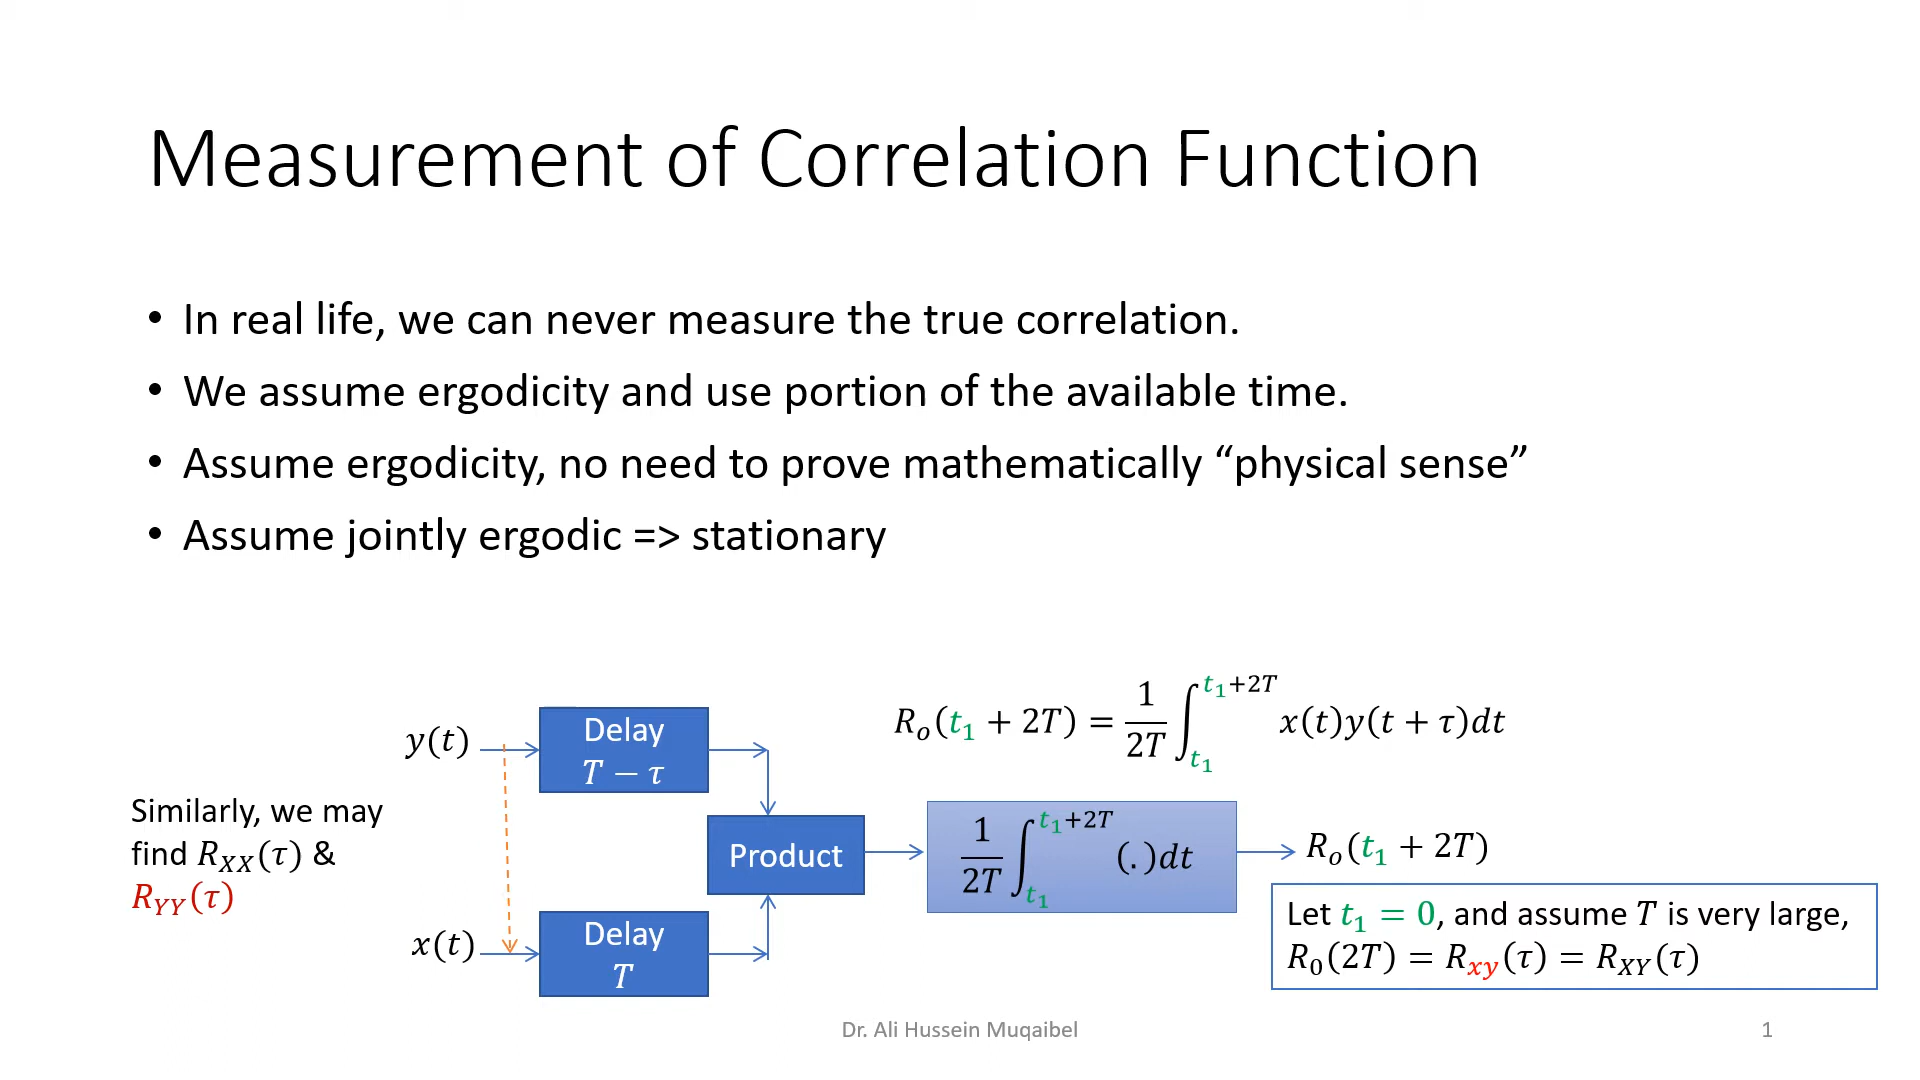 Measurement of Correlation Function
• In real life, we can never measure the true correlation.
• We assume ergodicity and use portion of the available time.
• Assume ergodicity, no need to prove mathematically “physical sense”
• Assume jointly ergodic => stationary
R_o(t_1 + 2T) = \frac{1}{2T} \int_{t_1}^{t_1+2T} x(t)y(t + τ)dt
y(t)
Delay
T − τ
Similarly, we may
find R_{XX}(τ) &
R_{YY}(τ)
Product
\frac{1}{2T} \int_{t_1}^{t_1+2T} (.)dt
R_o(t_1 + 2T)
x(t)
Delay
T
Let t_1 = 0, and assume T is very large,
R_0(2T) = R_{xy}(τ) = R_{XY}(τ)
Dr. Ali Hussein Muqaibel
1